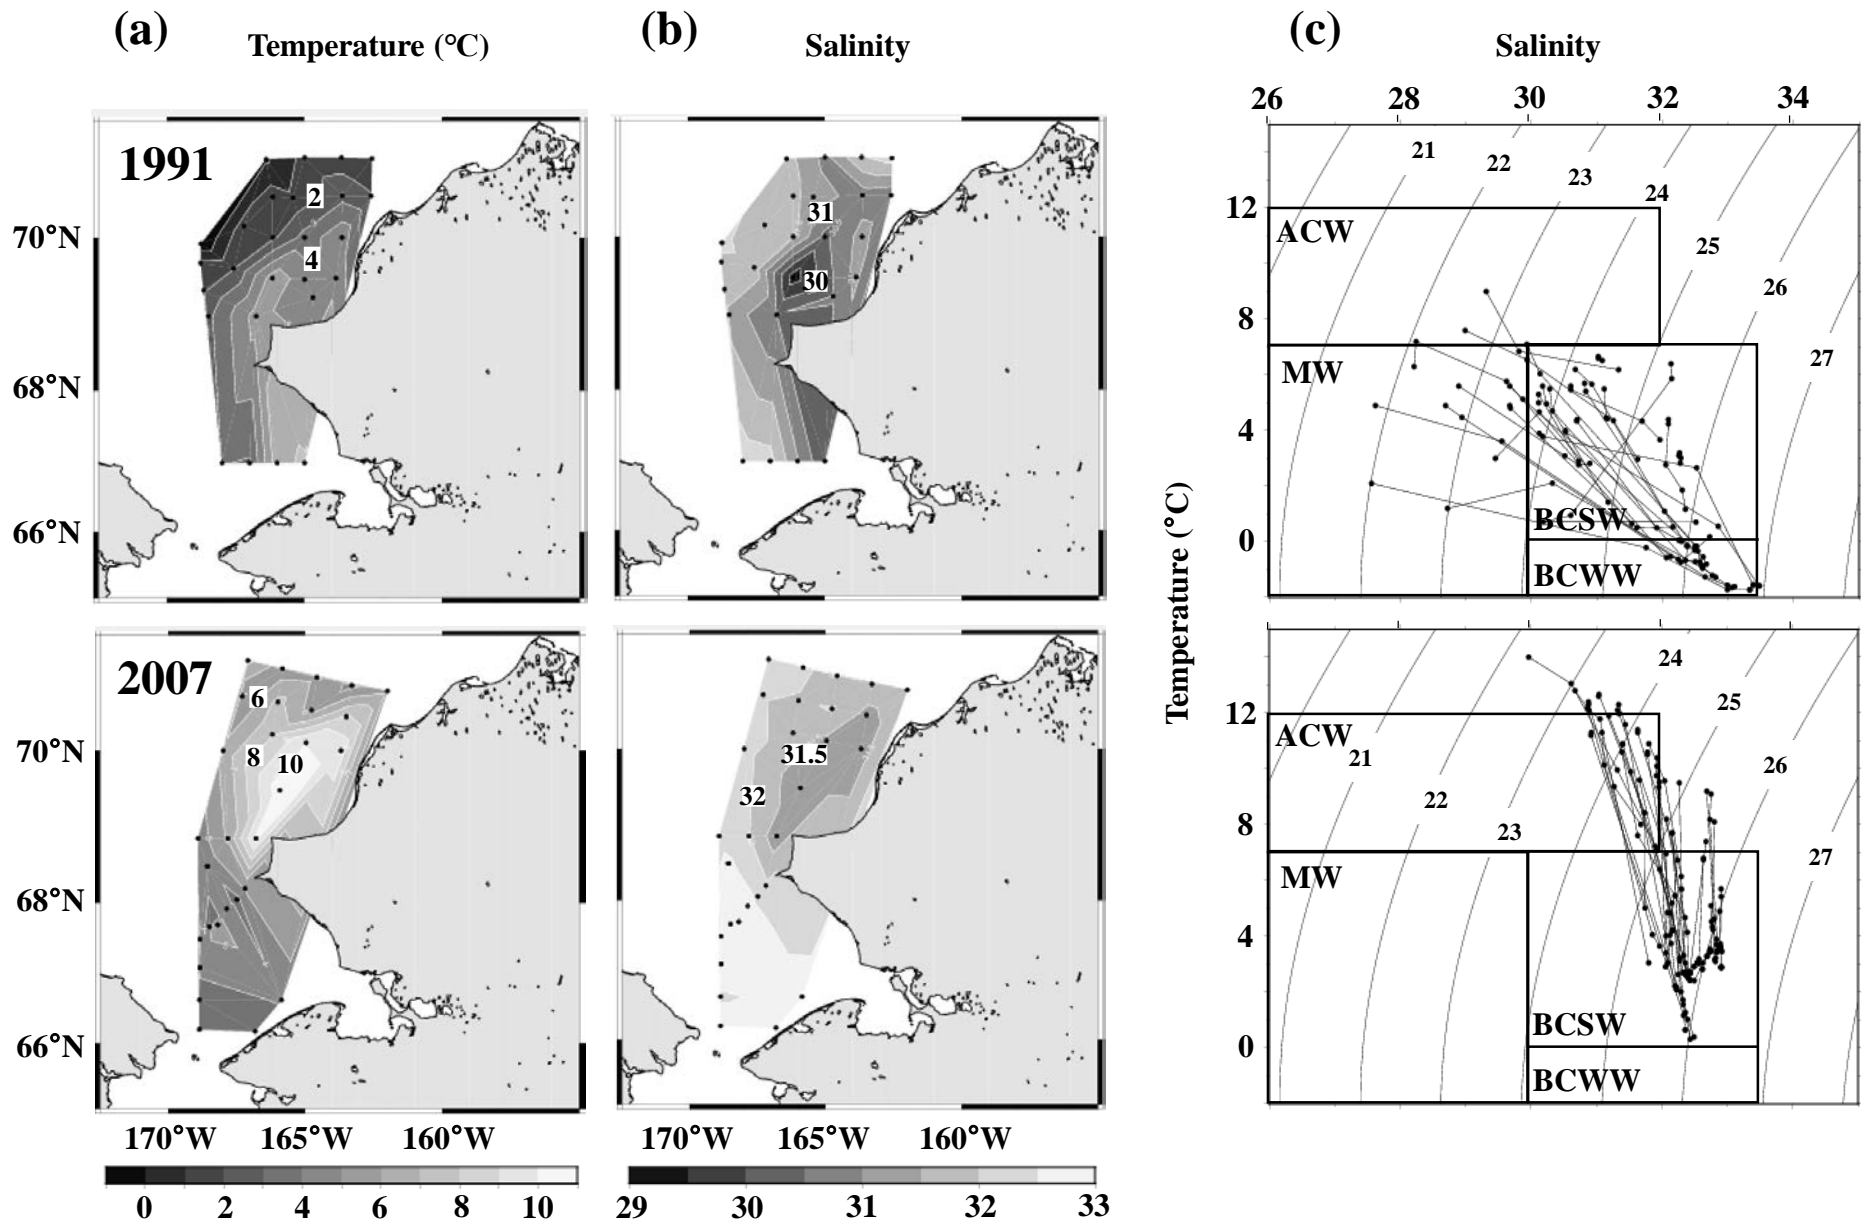 (a) Temperature (°C) (b) Salinity (c) Salinity
26 28 30 32 34
1991
2
4
31
30
70°N
68°N
66°N
21 22 23 24 25 26 27
12
8
4
0
ACW
MW
BCSW
BCWW
Temperature (°C)
2007
6
8 10
31.5
32
70°N
68°N
66°N
24 25 26 27
21 22 23
12
8
4
0
ACW
MW
BCSW
BCWW
170°W 165°W 160°W 170°W 165°W 160°W
0 2 4 6 8 10 29 30 31 32 33